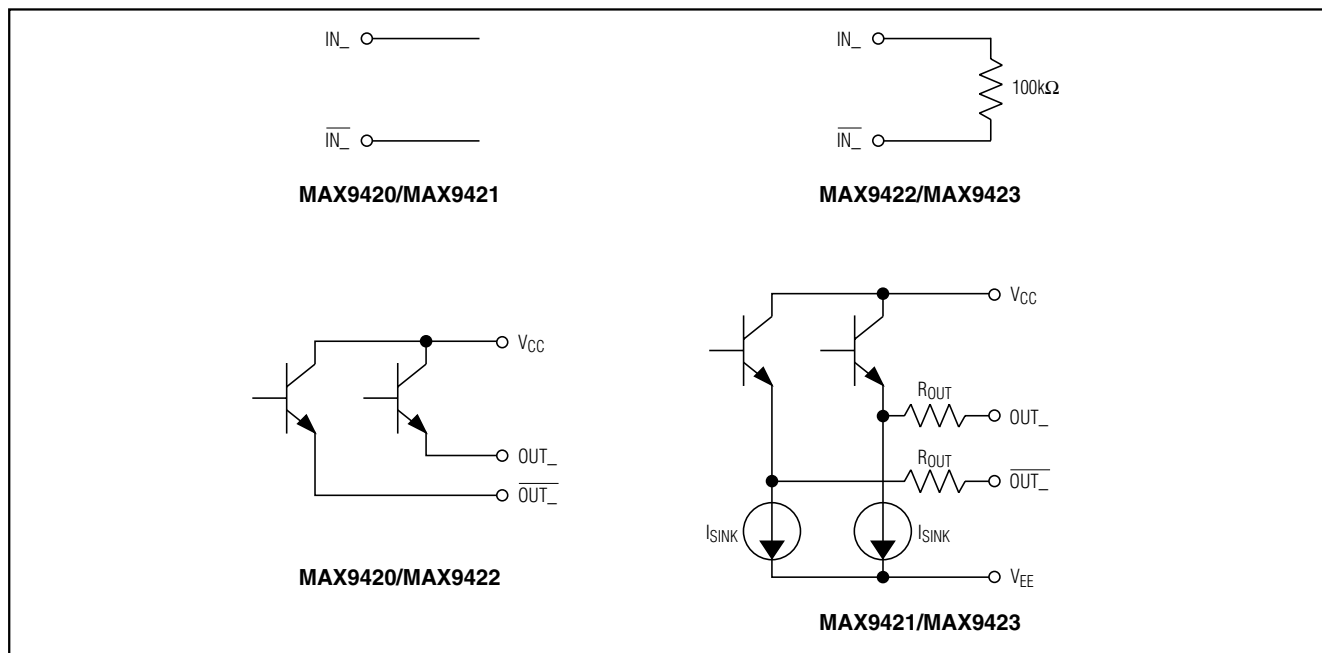 IN_
IN_
MAX9420/MAX9421
IN_
100kΩ
IN_
MAX9422/MAX9423
VCC
OUT_
OUT_
MAX9420/MAX9422
VCC
ROUT
OUT_
ROUT
OUT_
ISINK
ISINK
VEE
MAX9421/MAX9423